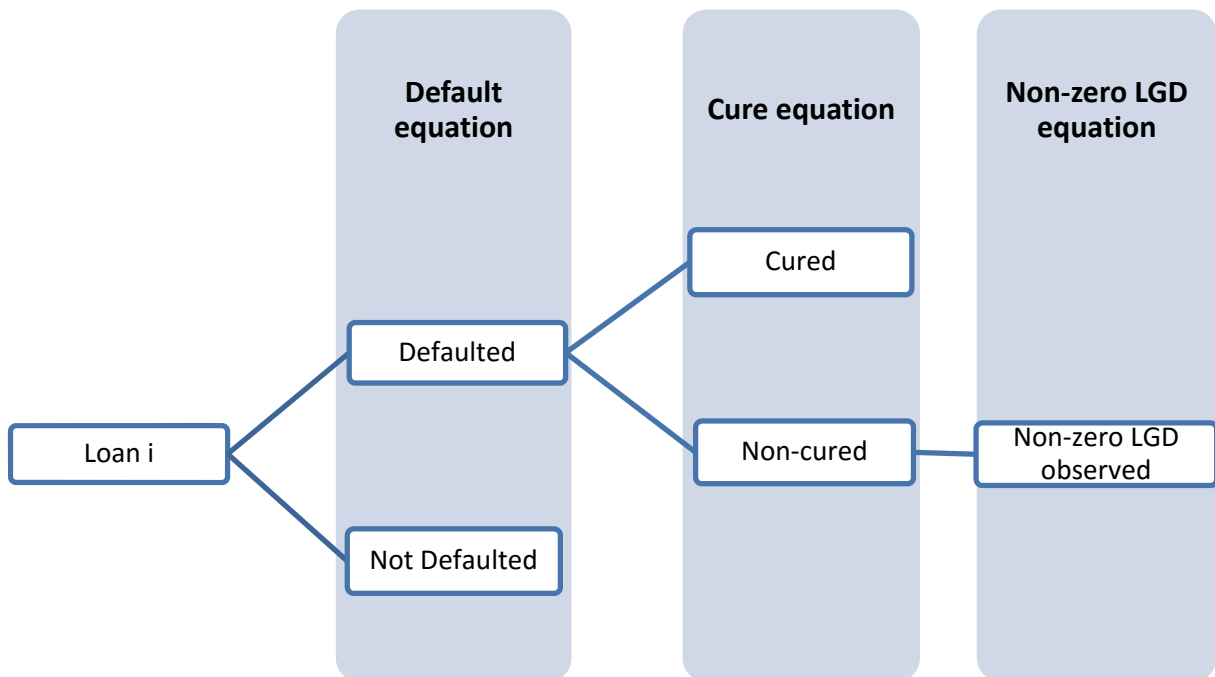 Default
equation
Cure equation
Non-zero LGD
equation
Cured
Defaulted
Loan i
Non-cured
Non-zero LGD
observed
Not Defaulted